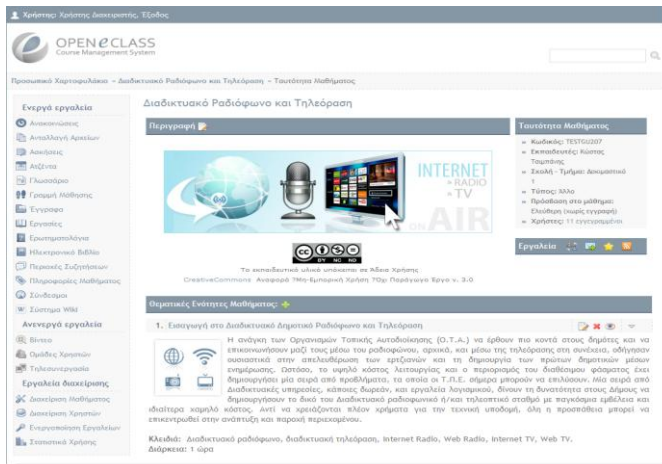 Χρήστης: Χρήστης Διαχειριστής, Έξοδος
OPEN eCLASS
Course Management System
Προσωπικό Χαρτοφυλάκιο - Διαδικτυακό Ραδιόφωνο και Τηλεόραση - Ταυτότητα Μαθήματος
Ενεργά εργαλεία
Ανακοινώσεις
Ανταλλαγή Αρχείων
Ασκήσεις
Ατζέντα
Γλωσσάριο
Γραμμή Μάθησης
Έγγραφα
Εργασίες
Ερωτηματολόγια
Ηλεκτρονικό Βιβλίο
Περιοχές Συζητήσεων
Πληροφορίες Μαθήματος
Σύνδεσμοι
Σύστημα Wiki
Ανενεργά εργαλεία
Βίντεο
Ομάδες Χρηστών
Τηλεσυνεργασία
Εργαλεία διαχείρισης
Διαχείριση Μαθήματος
Διαχείριση Χρηστών
Ενεργοποίηση Εργαλείων
Στατιστικά Χρήσης
Διαδικτυακό Ραδιόφωνο και Τηλεόραση
Περιγραφή
INTERNET
RADIO
TV
ON AIR
BY NC ND
Το εκπαιδευτικό υλικό υπόκειται σε Άδεια Χρήσης
CreativeCommons Αναφορά ?Μη-Εμπορική Χρήση ?Όχι Παράγωγο Έργο v. 3.0
Ταυτότητα Μαθήματος
Κωδικός: TESTGU207
Εκπαιδευτές: Κώστας
Τσιμπάνης
Σχολή - Τμήμα: Δοκιμαστικό
1
Τύπος: Άλλο
Πρόσβαση στο μάθημα:
Ελεύθερη (χωρίς εγγραφή)
Χρήστες: 11 εγγεγραμμένοι
Εργαλεία
Θεματικές Ενότητες Μαθήματος:
1. Εισαγωγή στο Διαδικτυακό Δημοτικό Ραδιόφωνο και Τηλεόραση
Η ανάγκη των Οργανισμών Τοπικής Αυτοδιοίκησης (Ο.Τ.Α.) να έρθουν πιο κοντά στους δημότες και να
επικοινωνήσουν μαζί τους μέσω του ραδιοφώνου, αρχικά, και μέσω της τηλεόρασης στη συνέχεια, οδήγησαν
ουσιαστικά στην απελευθέρωση των ερτζιανών και τη δημιουργία των πρώτων δημοτικών μέσων
ενημέρωσης. Ωστόσο, το υψηλό κόστος λειτουργίας και ο περιορισμός του διαθέσιμου φάσματος έχει
δημιουργήσει μία σειρά από προβλήματα, τα οποία οι Τ.Π.Ε. σήμερα μπορούν να επιλύσουν. Μία σειρά από
Διαδικτυακές υπηρεσίες, κάποιες δωρεάν, και εργαλεία λογισμικού, δίνουν τη δυνατότητα στους Δήμους να
δημιουργήσουν το δικό του Διαδικτυακό ραδιοφωνικό ή/και τηλεοπτικό σταθμό με παγκόσμια εμβέλεια και
ιδιαίτερα χαμηλό κόστος. Αντί να χρειάζονται πλέον χρήματα για την τεχνική υποδομή, όλη η προσπάθεια μπορεί να
επικεντρωθεί στην ανάπτυξη και παροχή περιεχομένου.
Κλειδιά: Διαδικτυακό ραδιόφωνο, διαδικτυακή τηλεόραση, Internet Radio, Web Radio, Internet TV, Web TV.
Διάρκεια: 1 ώρα